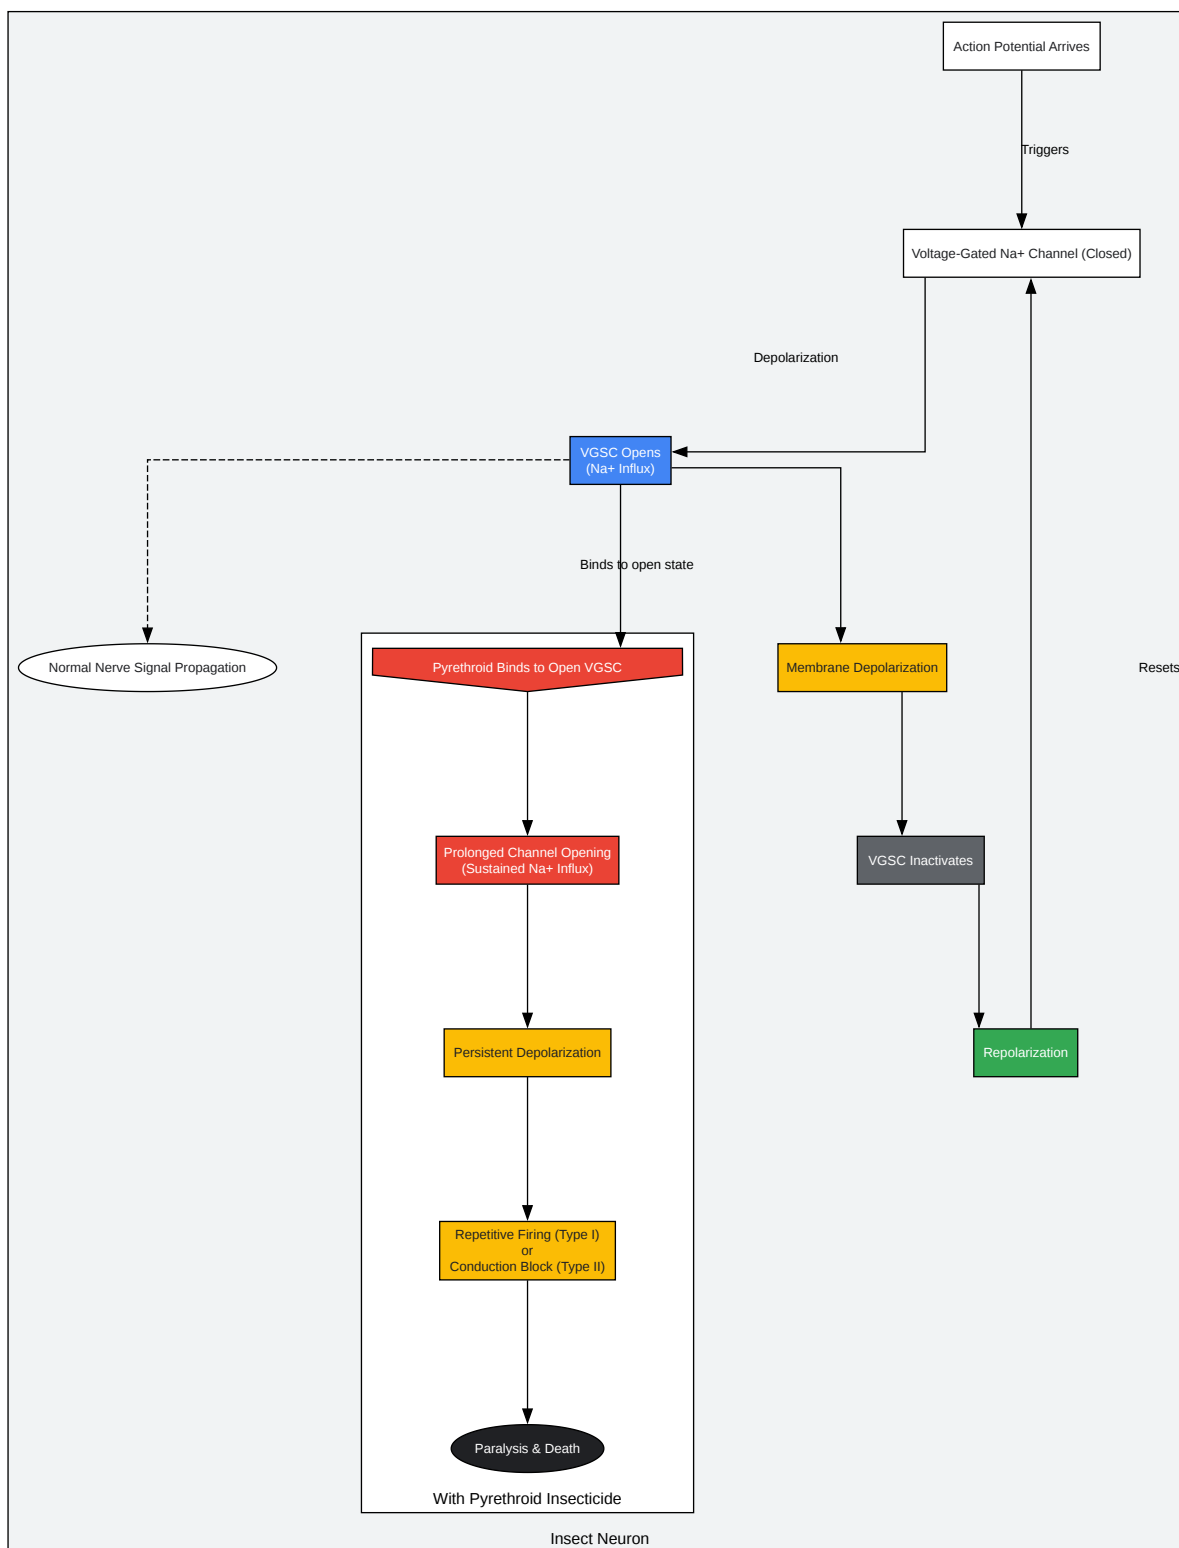 Action Potential Arrives
Triggers
Voltage-Gated Na+ Channel (Closed)
Depolarization
VGSC Opens
(Na+ Influx)
Binds to open state
Normal Nerve Signal Propagation
Pyrethroid Binds to Open VGSC
Membrane Depolarization
Resets
Prolonged Channel Opening
(Sustained Na+ Influx)
VGSC Inactivates
Persistent Depolarization
Repolarization
Repetitive Firing (Type I)
or
Conduction Block (Type II)
Paralysis & Death
With Pyrethroid Insecticide
Insect Neuron